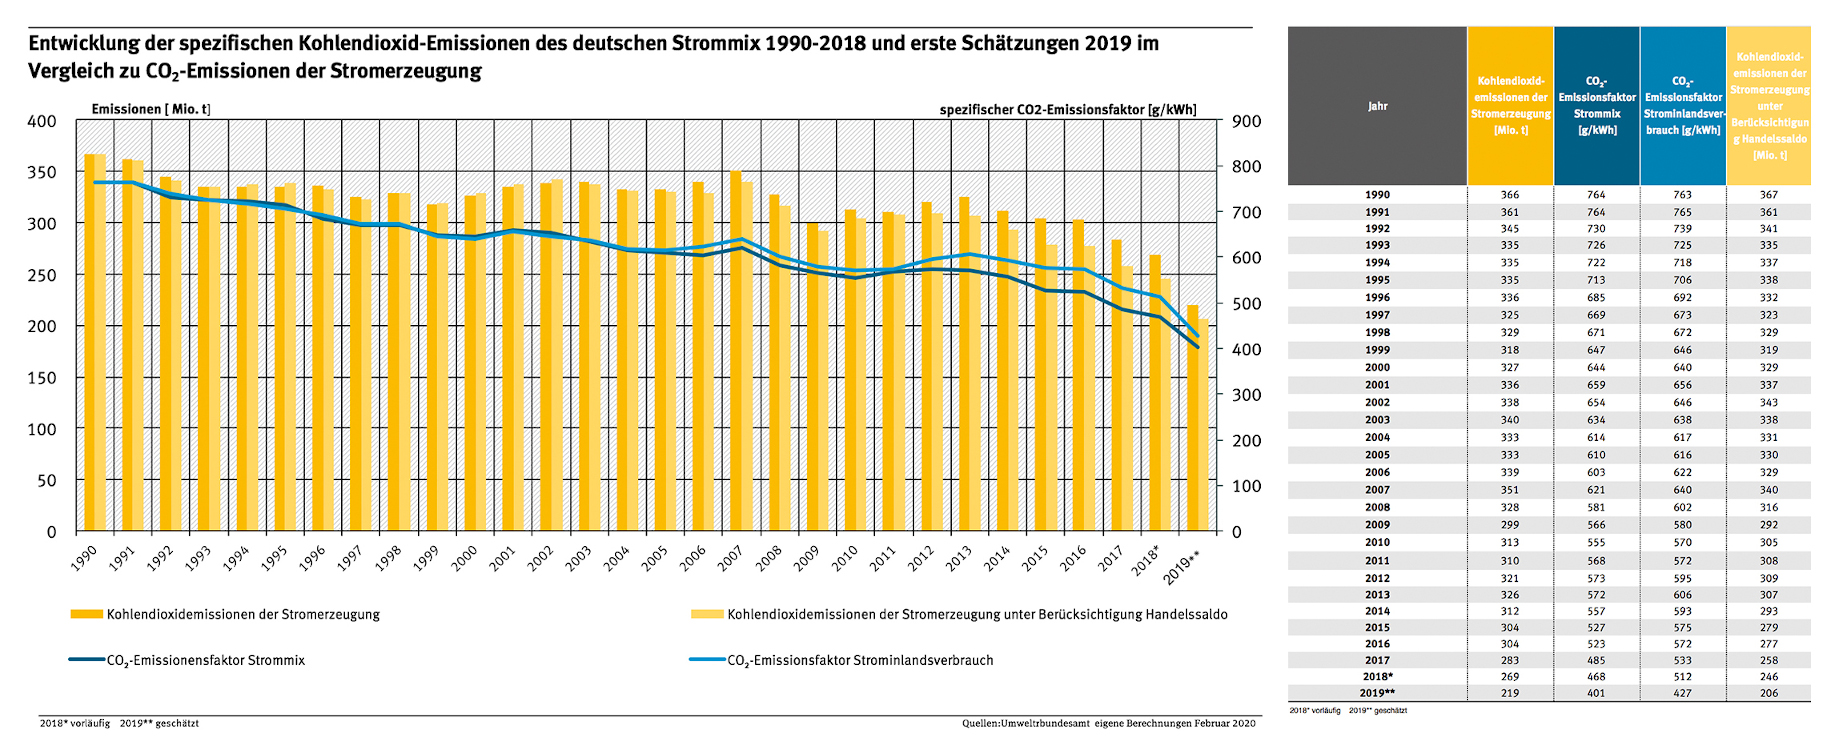 Entwicklung der spezifischen Kohlendioxid-Emissionen des deutschen Strommix 1990-2018 und erste Schätzungen 2019 im
Vergleich zu CO₂-Emissionen der Stromerzeugung
Emissionen [ Mio. t]
spezifischer CO2-Emissionsfaktor [g/kWh]
400
350
300
250
200
150
100
50
0
900
800
700
600
500
400
300
200
100
0
1990 1991 1992 1993 1994 1995 1996 1997 1998 1999 2000 2001 2002 2003 2004 2005 2006 2007 2008 2009 2010 2011 2012 2013 2014 2015 2016 2017 2018* 2019**
Kohlendioxidemissionen der Stromerzeugung
Kohlendioxidemissionen der Stromerzeugung unter Berücksichtigung Handelssaldo
CO₂-Emissionensfaktor Strommix
CO₂-Emissionsfaktor Strominlandsverbrauch
2018* vorläufig 2019** geschätzt
Quellen:Umweltrbundesamt eigene Berechnungen Februar 2020
Jahr
Kohlendioxid-
emissionen der
Stromerzeugung
[Mio. t]
CO₂-
Emissionsfaktor
Strommix
[g/kWh]
CO₂-
Emissionsfaktor
Strominlandsver-
brauch [g/kWh]
Kohlendioxid-
emissionen der
Stromerzeugung
unter
Berücksichtigun
g Handelssaldo
[Mio. t]
1990 366 764 763 367
1991 361 764 765 361
1992 345 730 739 341
1993 335 726 725 335
1994 335 722 718 337
1995 335 713 706 338
1996 336 685 692 332
1997 325 669 673 323
1998 329 671 672 329
1999 318 647 646 319
2000 327 644 640 329
2001 336 659 656 337
2002 338 654 646 343
2003 340 634 638 338
2004 333 614 617 331
2005 333 610 616 330
2006 339 603 622 329
2007 351 621 640 340
2008 328 581 602 316
2009 299 566 580 292
2010 313 555 570 305
2011 310 568 572 308
2012 321 573 595 309
2013 326 572 606 307
2014 312 557 593 293
2015 304 527 575 279
2016 304 523 572 277
2017 283 485 533 258
2018* 269 468 512 246
2019** 219 401 427 206
2018* vorläufig 2019** geschätzt